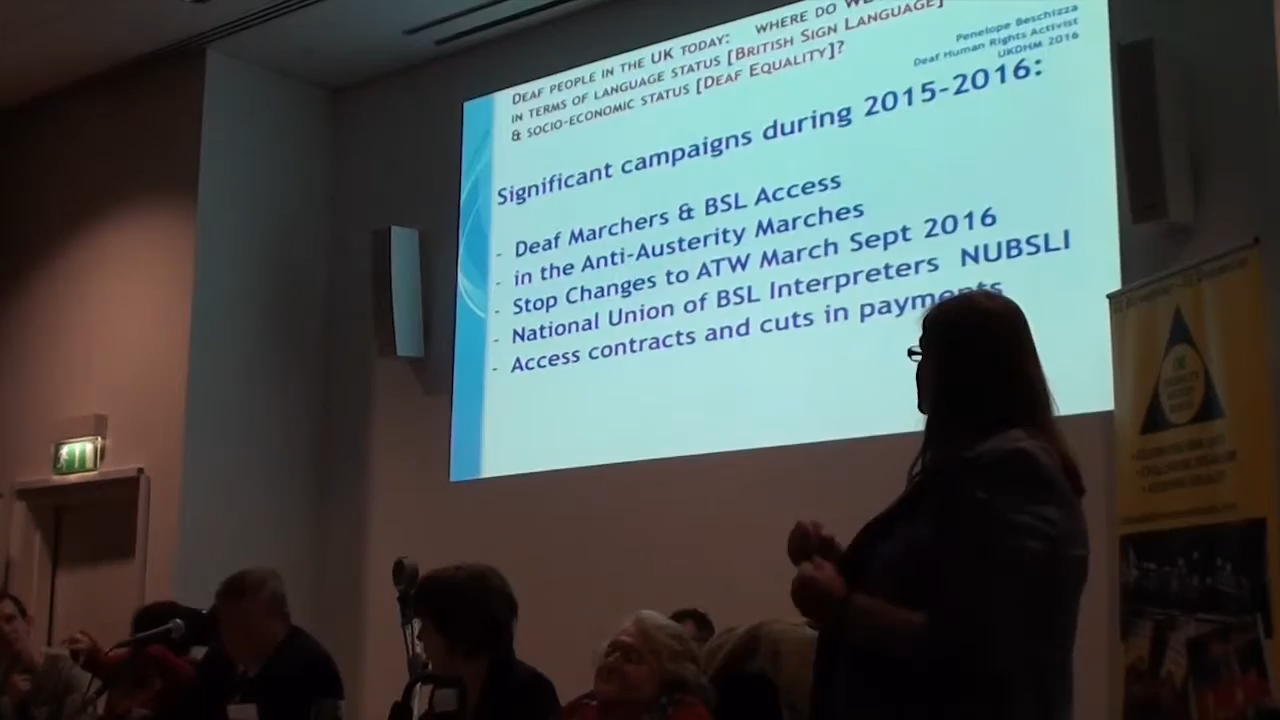 DEAF PEOPLE IN THE UK TODAY: WHERE DO WE
IN TERMS OF LANGUAGE STATUS [BRITISH SIGN LANGUAGE]
& SOCIO-ECONOMIC STATUS [DEAF EQUALITY]?
Penelope Beschizza
Deaf Human Rights Activist
UKDHM 2016
Significant campaigns during 2015-2016:
- Deaf Marchers & BSL Access
- in the Anti-Austerity Marches
- Stop Changes to ATW March Sept 2016
- National Union of BSL Interpreters NUBSLI
- Access contracts and cuts in payments